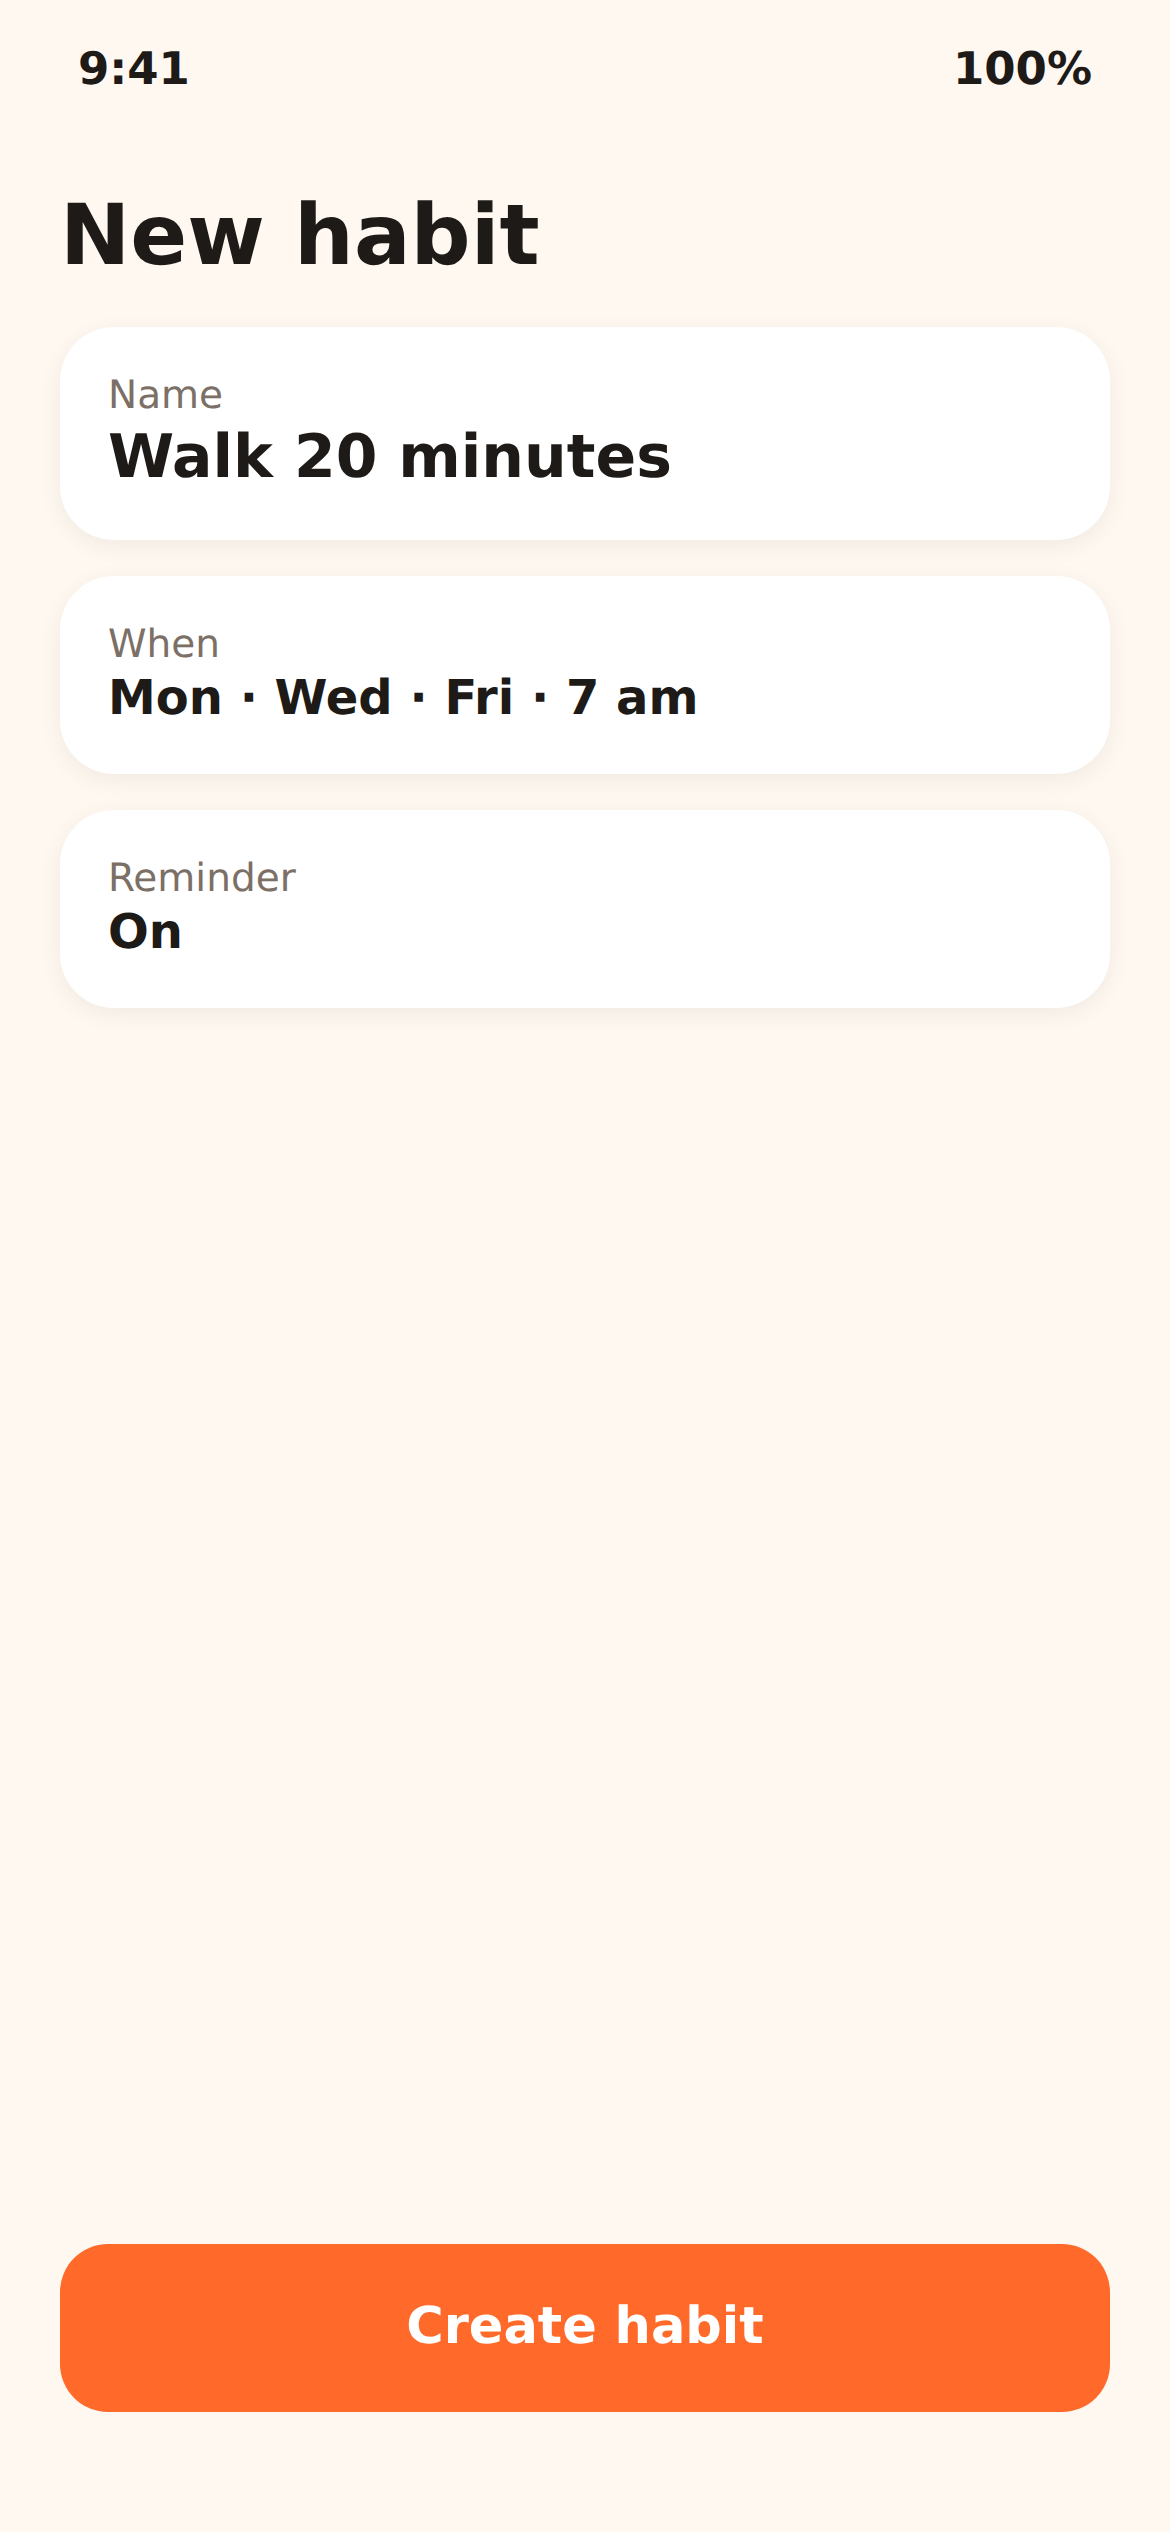 9:41 100%
New habit
Name
Walk 20 minutes
When
Mon · Wed · Fri · 7 am
Reminder
On
Create habit